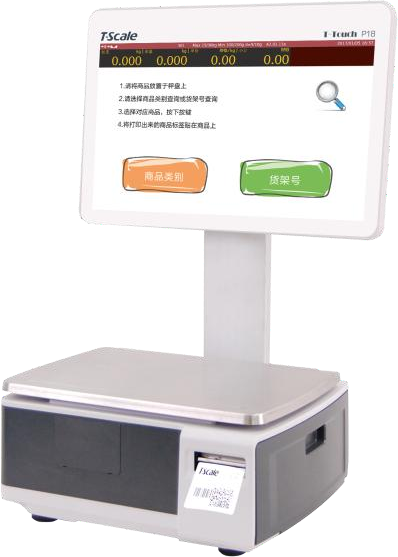 T-Scale
T-Touch P18
0.000 0.000 0.00 0.00
1.请将商品放置于秤盘上
2.请选择商品类别查询或货架号查询
3.选择对应商品，按下按键
4.将打印出来的商品标签贴在商品上
商品类别
货架号
TScale